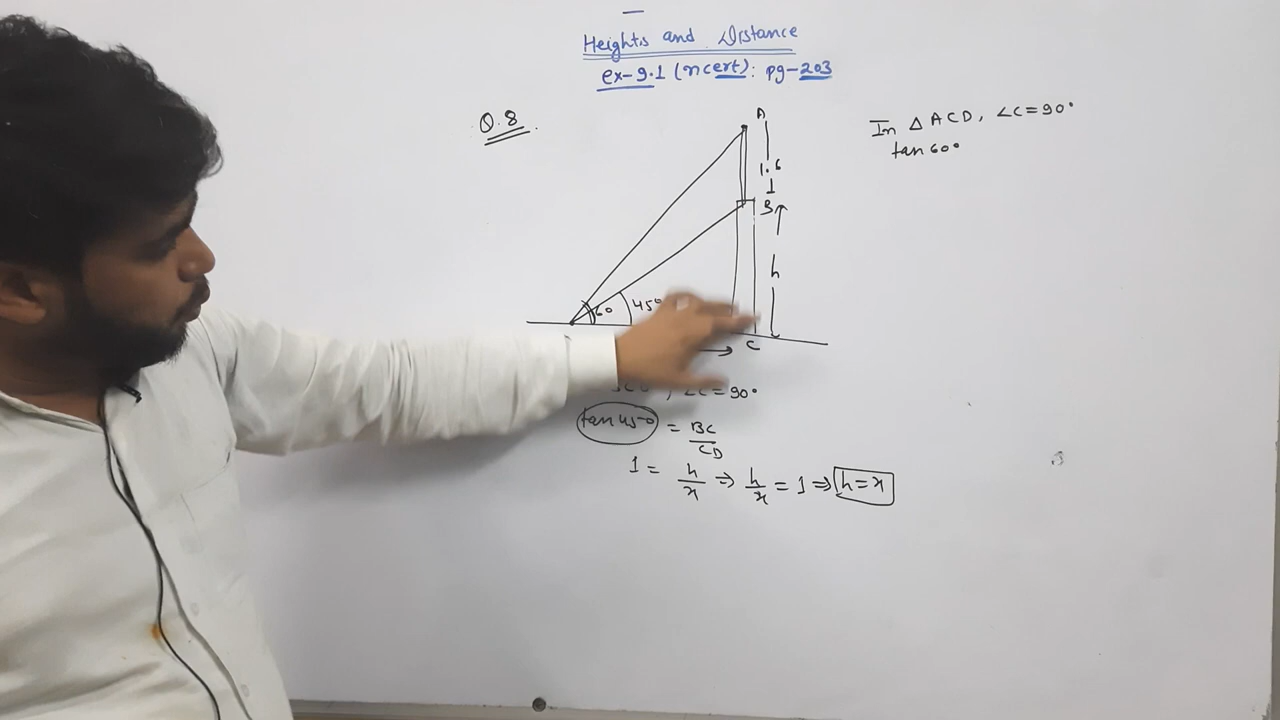 Heights and Distance
ex-9.1 (ncert): pg-203
Q.8
A
1.6
B
h
60
45°
C
In △ ACD, ∠C=90°
tan 60°
, ∠C=90°
tan 45° = BC/CD
1 = h/x ⇒ h/x = 1 ⇒ h=x